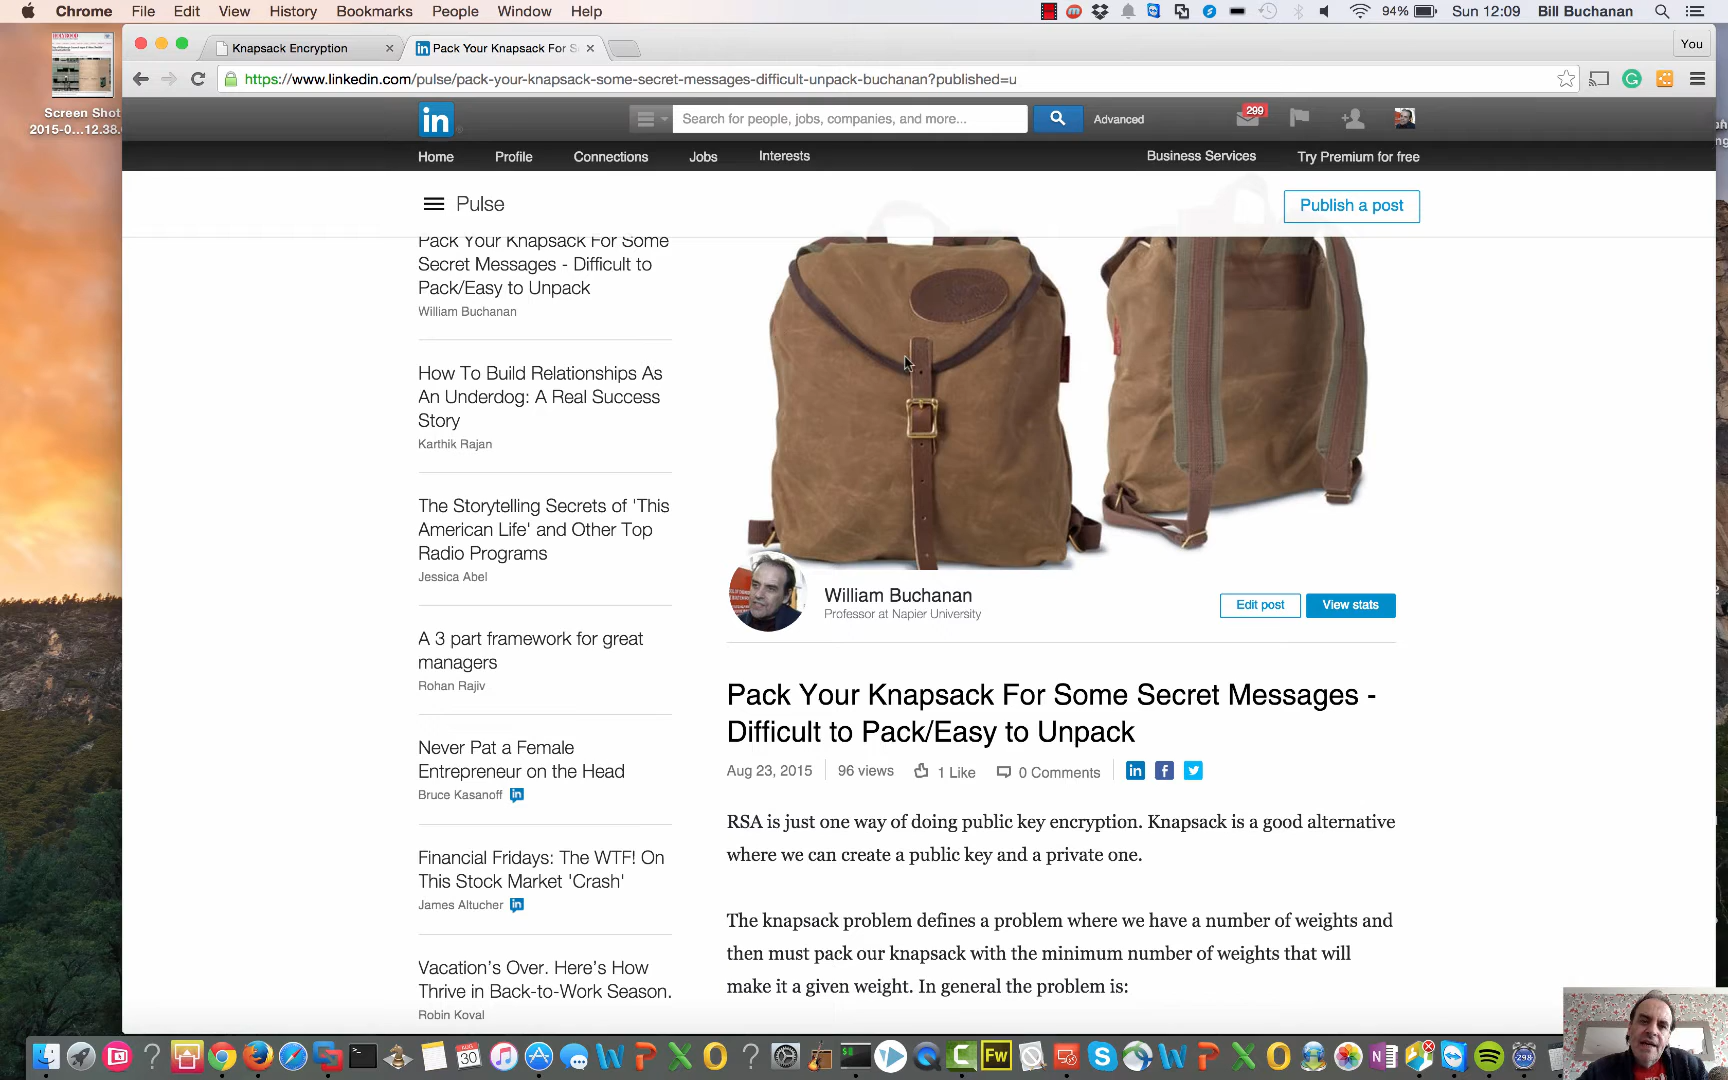 Chrome File Edit View History Bookmarks People Window Help
94% Sun 12:09 Bill Buchanan
Screen Shot
2015-0...12.38.
Knapsack Encryption
Pack Your Knapsack For S
You
https://www.linkedin.com/pulse/pack-your-knapsack-some-secret-messages-difficult-unpack-buchanan?published=u
in
Search for people, jobs, companies, and more...
Advanced
299
Home Profile Connections Jobs Interests
Business Services Try Premium for free
Pulse
Publish a post
Pack Your Knapsack For Some
Secret Messages - Difficult to
Pack/Easy to Unpack
William Buchanan
How To Build Relationships As
An Underdog: A Real Success
Story
Karthik Rajan
The Storytelling Secrets of 'This
American Life' and Other Top
Radio Programs
Jessica Abel
A 3 part framework for great
managers
Rohan Rajiv
Never Pat a Female
Entrepreneur on the Head
Bruce Kasanoff in
Financial Fridays: The WTF! On
This Stock Market 'Crash'
James Altucher in
Vacation's Over. Here's How
Thrive in Back-to-Work Season.
Robin Koval
William Buchanan
Professor at Napier University
Edit post
View stats
Pack Your Knapsack For Some Secret Messages -
Difficult to Pack/Easy to Unpack
Aug 23, 2015 96 views 1 Like 0 Comments in f
RSA is just one way of doing public key encryption. Knapsack is a good alternative
where we can create a public key and a private one.
The knapsack problem defines a problem where we have a number of weights and
then must pack our knapsack with the minimum number of weights that will
make it a given weight. In general the problem is:
30
Fw
298